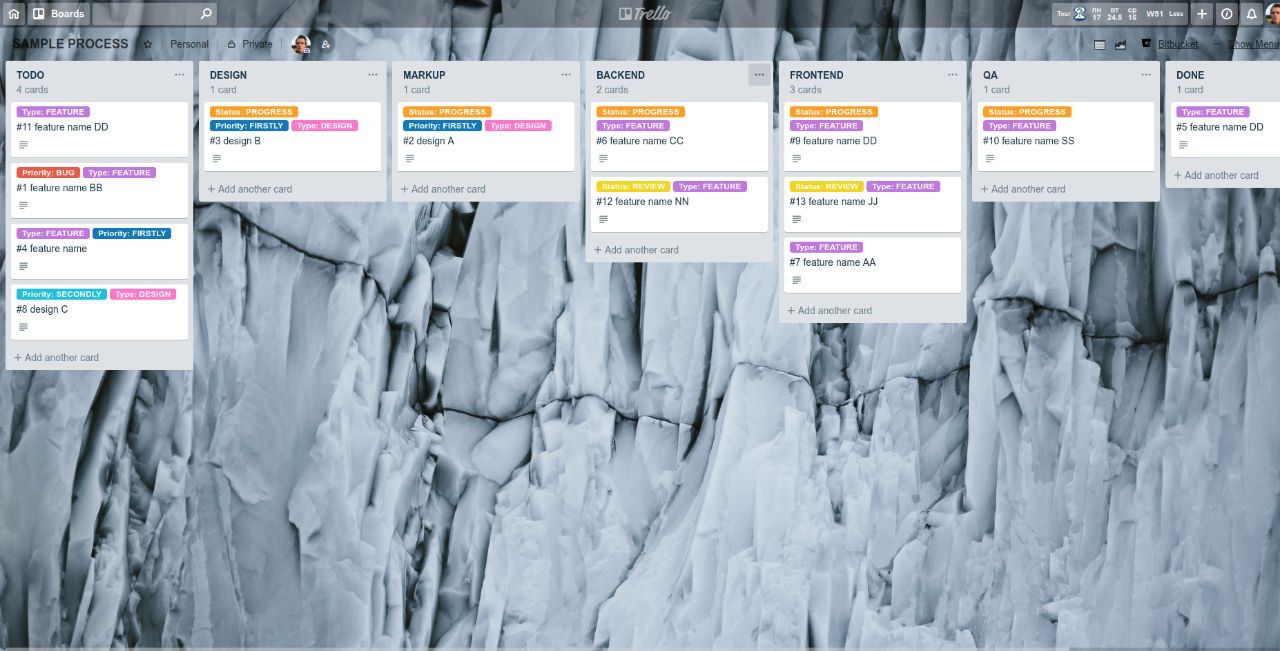 Boards
Trello
Tour ПН 17 ВТ 24.8 СР 16 W51 Less
SAMPLE PROCESS Personal Private Bitbucket ··· Show Menu
TODO
4 cards
Type: FEATURE
#11 feature name DD
Priority: BUG Type: FEATURE
#1 feature name BB
Type: FEATURE Priority: FIRSTLY
#4 feature name
Priority: SECONDLY Type: DESIGN
#8 design C
+ Add another card
DESIGN
1 card
Status: PROGRESS
Priority: FIRSTLY Type: DESIGN
#3 design B
+ Add another card
MARKUP
1 card
Status: PROGRESS
Priority: FIRSTLY Type: DESIGN
#2 design A
+ Add another card
BACKEND
2 cards
Status: PROGRESS
Type: FEATURE
#6 feature name CC
Status: REVIEW Type: FEATURE
#12 feature name NN
+ Add another card
FRONTEND
3 cards
Status: PROGRESS
Type: FEATURE
#9 feature name DD
Status: REVIEW Type: FEATURE
#13 feature name JJ
Type: FEATURE
#7 feature name AA
+ Add another card
QA
1 card
Status: PROGRESS
Type: FEATURE
#10 feature name SS
+ Add another card
DONE
1 card
Type: FEATURE
#5 feature name DD
+ Add another card